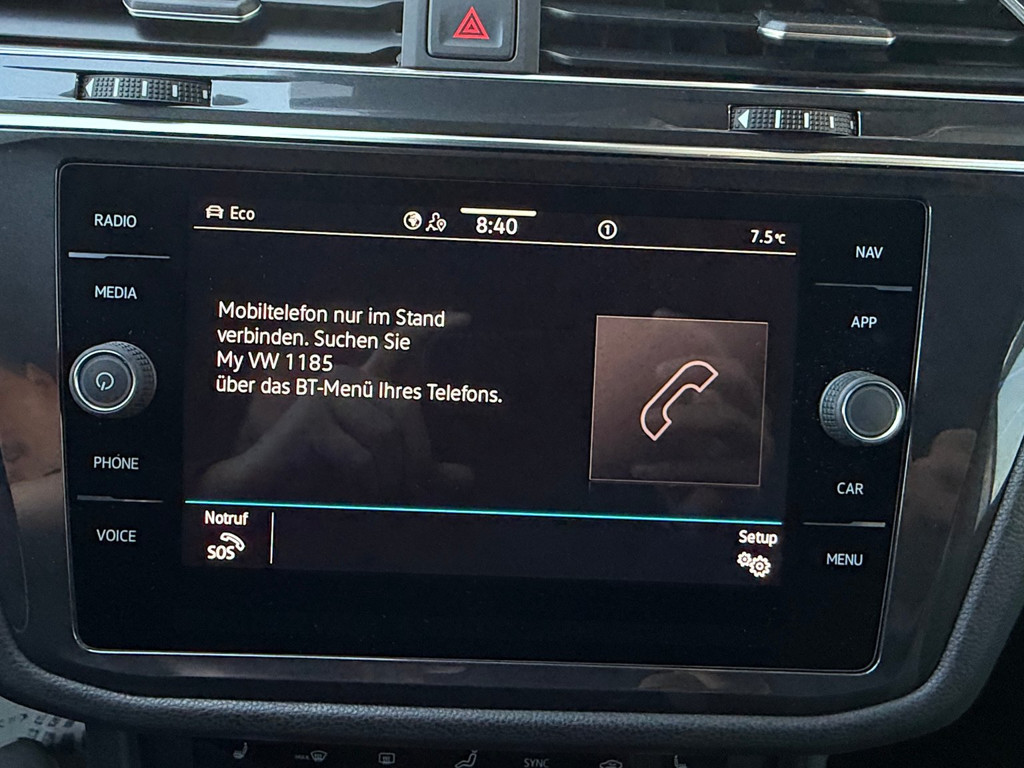 RADIO
MEDIA
PHONE
VOICE
Eco
8:40
1
7.5°C
Mobiltelefon nur im Stand
verbinden. Suchen Sie
My VW 1185
über das BT-Menü Ihres Telefons.
Notruf
SOS
Setup
NAV
APP
CAR
MENU
SYNC